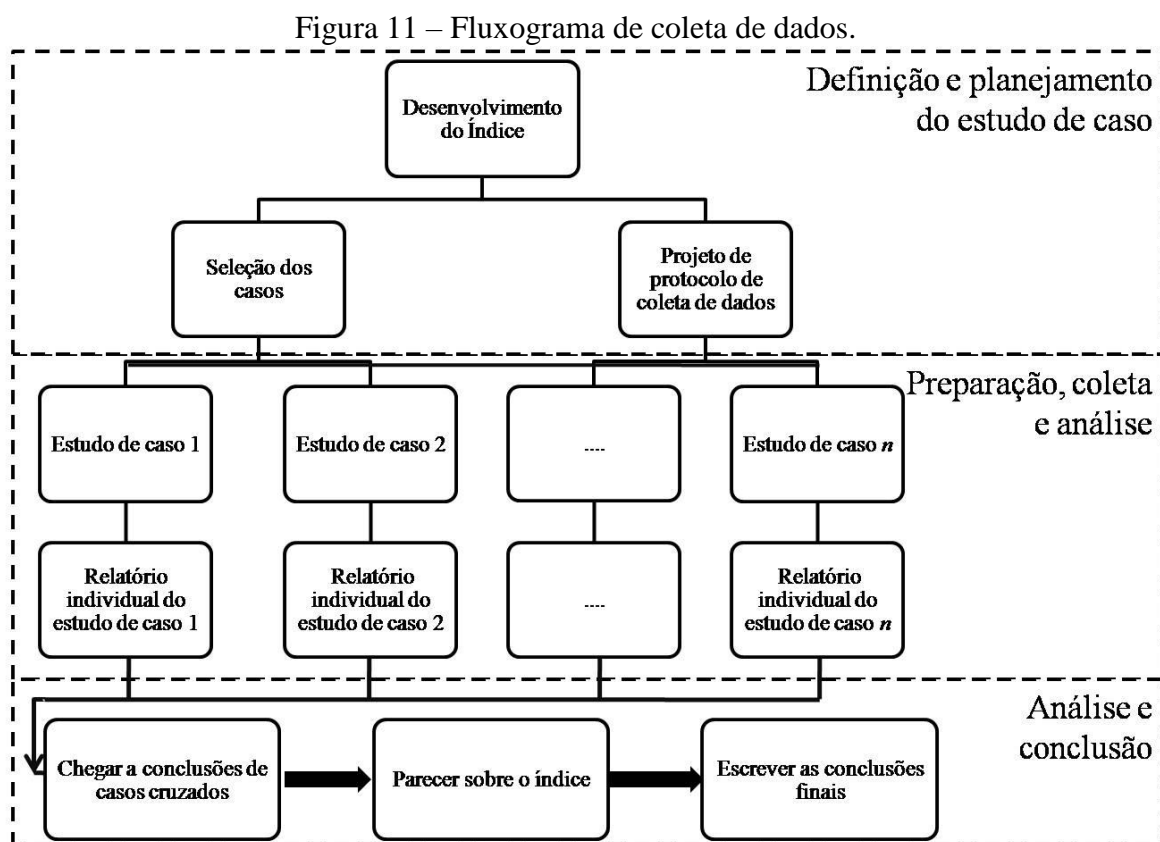 Figura 11 – Fluxograma de coleta de dados.
Definição e planejamento
do estudo de caso
Desenvolvimento
do Índice
Seleção dos
casos
Projeto de
protocolo de
coleta de dados
Preparação, coleta
e análise
Estudo de caso 1
Estudo de caso 2
....
Estudo de caso n
Relatório
individual do
estudo de caso 1
Relatório
individual do
estudo de caso 2
....
Relatório
individual do
estudo de caso n
Análise e
conclusão
Chegar a conclusões de
casos cruzados
Parecer sobre o índice
Escrever as conclusões
finais